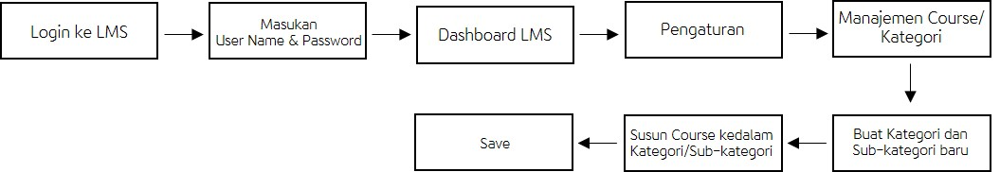 Login ke LMS
Masukan
User Name & Password
Dashboard LMS
Pengaturan
Manajemen Course/
Kategori
Buat Kategori dan
Sub-kategori baru
Susun Course kedalam
Kategori/Sub-kategori
Save